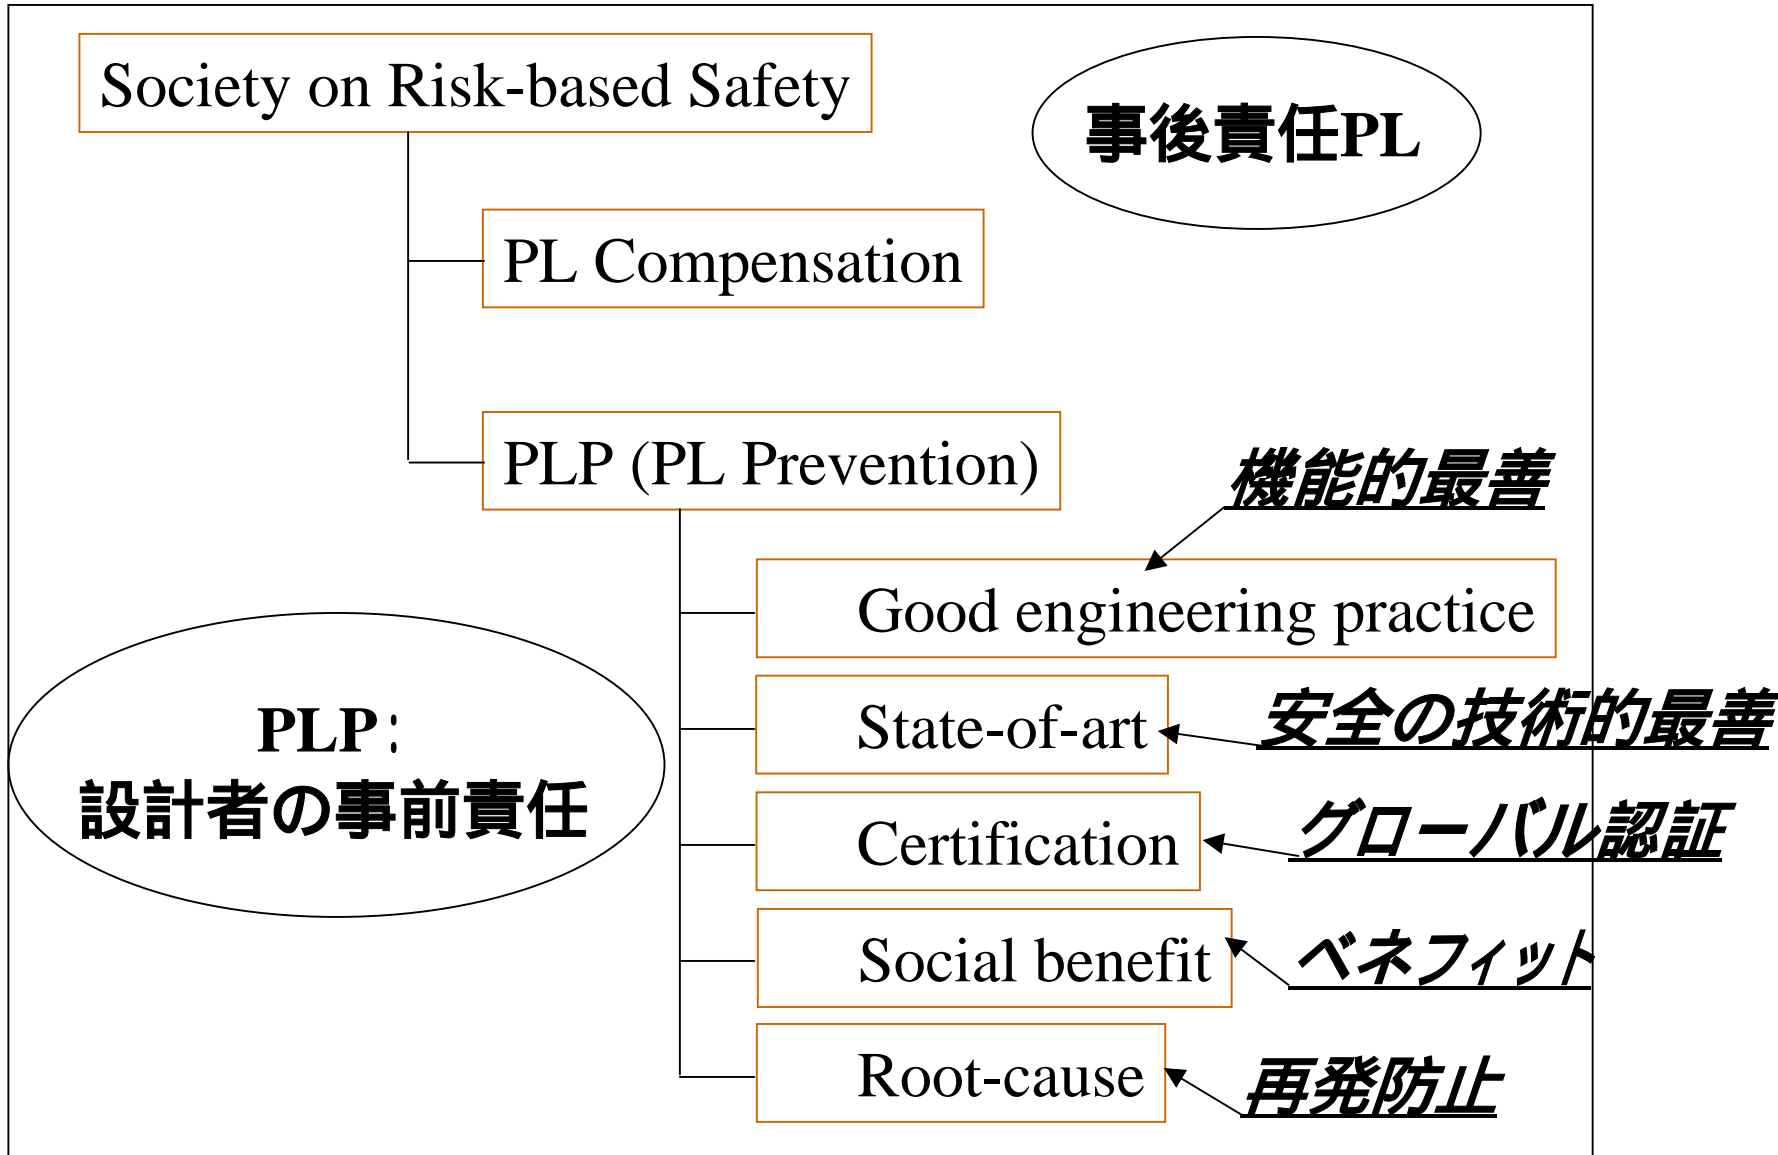 Society on Risk-based Safety
事後責任PL
PL Compensation
PLP (PL Prevention)
機能的最善
Good engineering practice
PLP:
設計者の事前責任
State-of-art
安全の技術的最善
Certification
グローバル認証
Social benefit
ベネフィット
Root-cause
再発防止